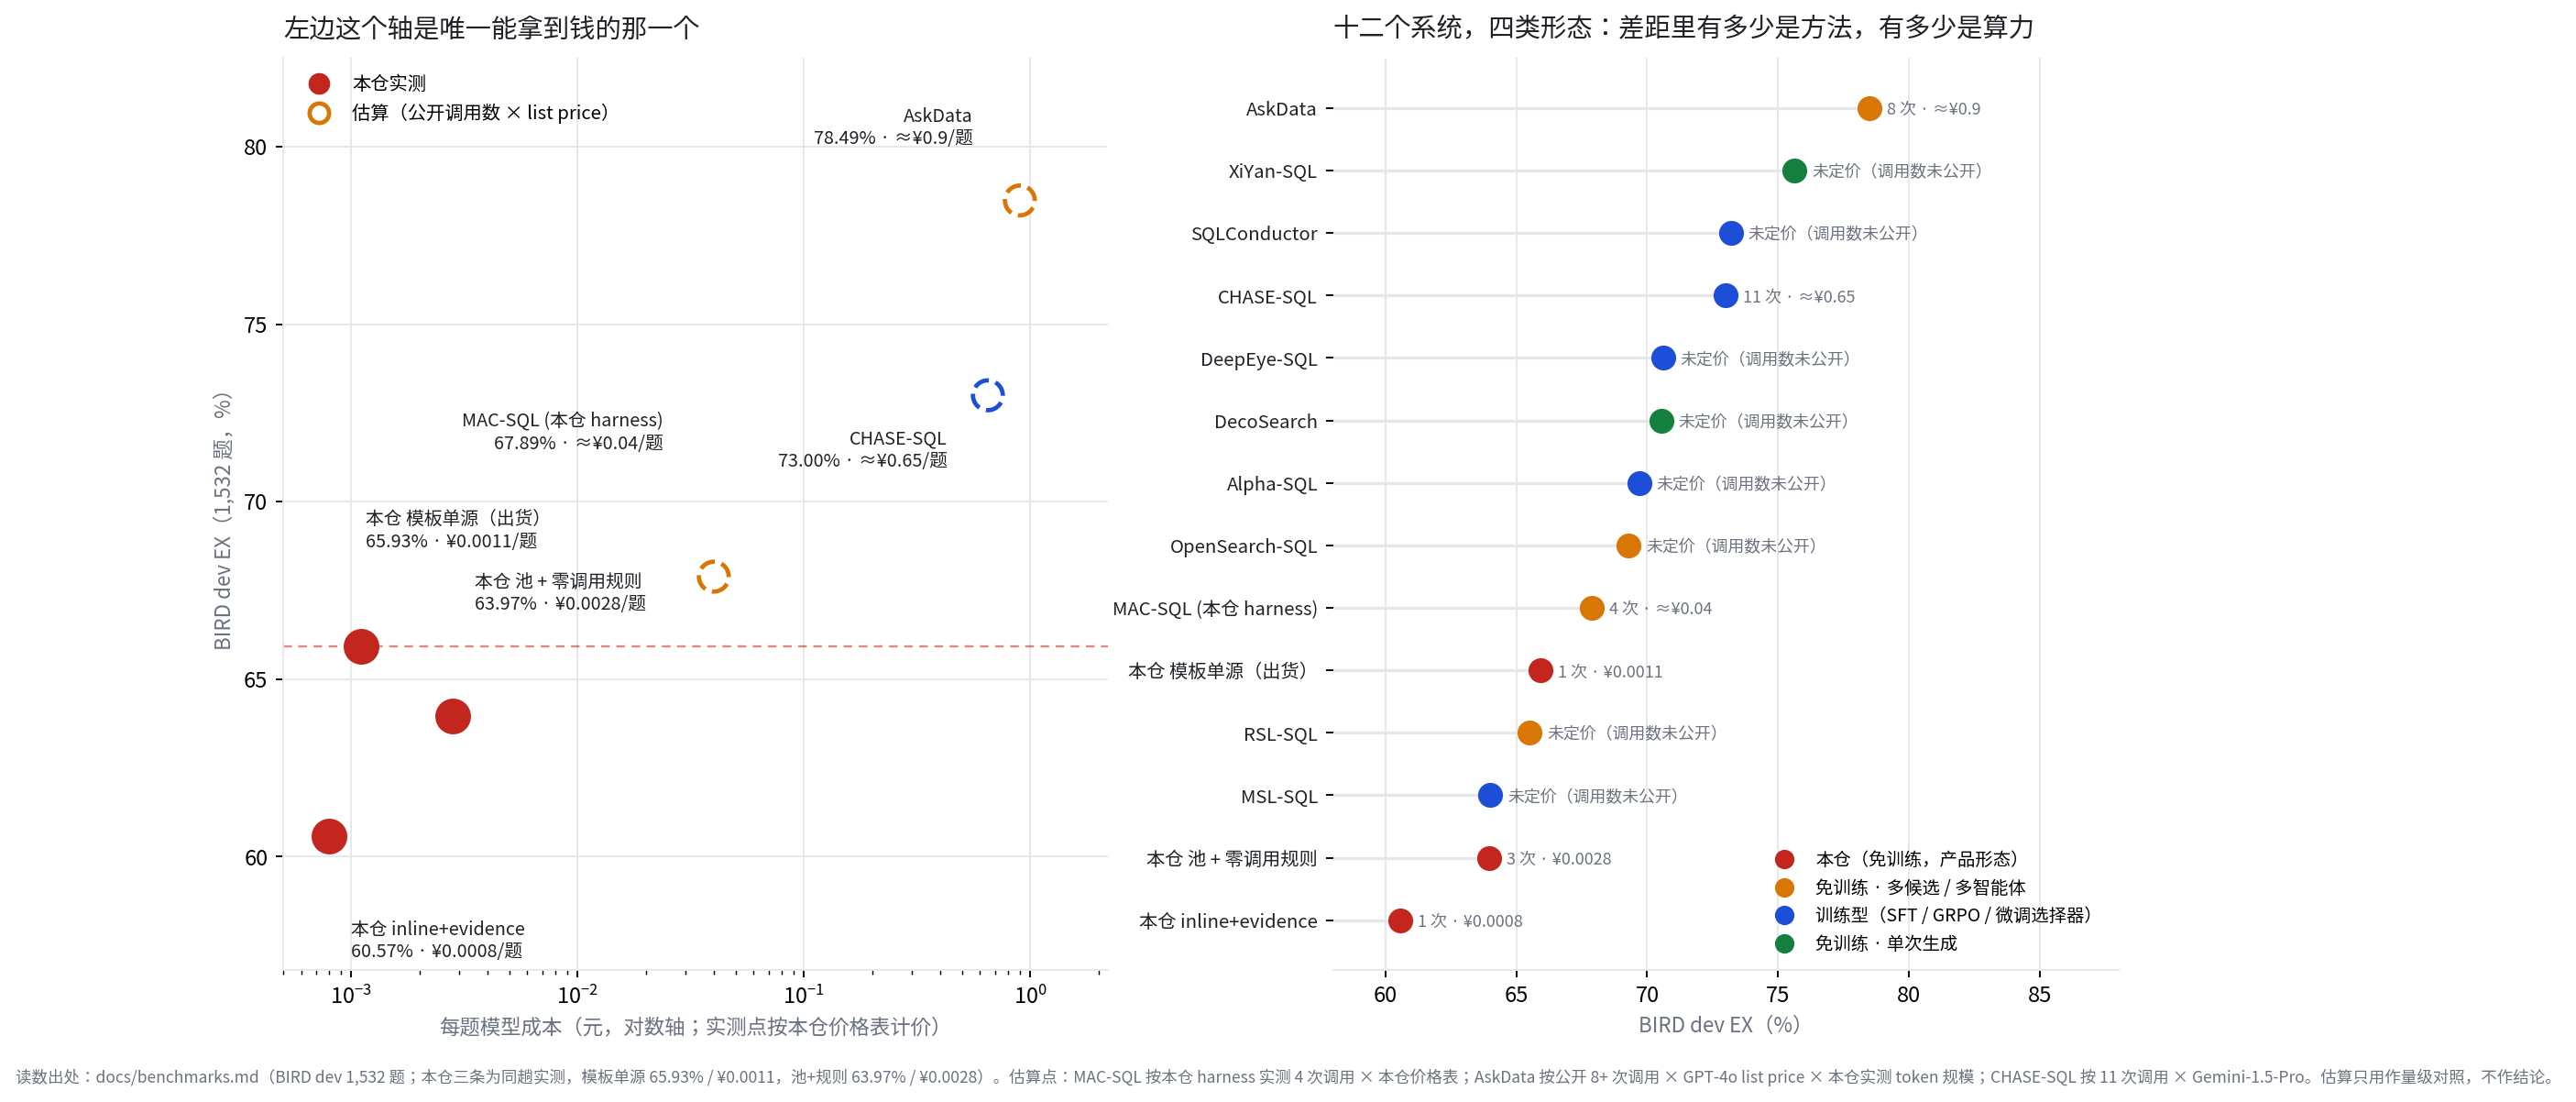 左边这个轴是唯一能拿到钱的那一个
本仓实测
估算（公开调用数 × list price）
AskData
78.49% · ≈¥0.9/题
MAC-SQL (本仓 harness)
67.89% · ≈¥0.04/题
CHASE-SQL
73.00% · ≈¥0.65/题
本仓 模板单源（出货）
65.93% · ¥0.0011/题
本仓 池 + 零调用规则
63.97% · ¥0.0028/题
本仓 inline+evidence
60.57% · ¥0.0008/题
80
75
70
65
60
BIRD dev EX（1,532 题，%）
10⁻³
10⁻²
10⁻¹
10⁰
每题模型成本（元，对数轴；实测点按本仓价格表计价）
十二个系统，四类形态：差距里有多少是方法，有多少是算力
AskData
8 次 · ≈¥0.9
XiYan-SQL
未定价（调用数未公开）
SQLConductor
未定价（调用数未公开）
CHASE-SQL
11 次 · ≈¥0.65
DeepEye-SQL
未定价（调用数未公开）
DecoSearch
未定价（调用数未公开）
Alpha-SQL
未定价（调用数未公开）
OpenSearch-SQL
未定价（调用数未公开）
MAC-SQL (本仓 harness)
4 次 · ≈¥0.04
本仓 模板单源（出货）
1 次 · ¥0.0011
RSL-SQL
未定价（调用数未公开）
MSL-SQL
未定价（调用数未公开）
本仓 池 + 零调用规则
3 次 · ¥0.0028
本仓 inline+evidence
1 次 · ¥0.0008
本仓（免训练，产品形态）
免训练 · 多候选 / 多智能体
训练型（SFT / GRPO / 微调选择器）
免训练 · 单次生成
60
65
70
75
80
85
BIRD dev EX（%）
读数出处：docs/benchmarks.md（BIRD dev 1,532 题；本仓三条为同趟实测，模板单源 65.93% / ¥0.0011，池+规则 63.97% / ¥0.0028）。估算点：MAC-SQL 按本仓 harness 实测 4 次调用 × 本仓价格表；AskData 按公开 8+ 次调用 × GPT-4o list price × 本仓实测 token 规模；CHASE-SQL 按 11 次调用 × Gemini-1.5-Pro。估算只用作量级对照，不作结论。